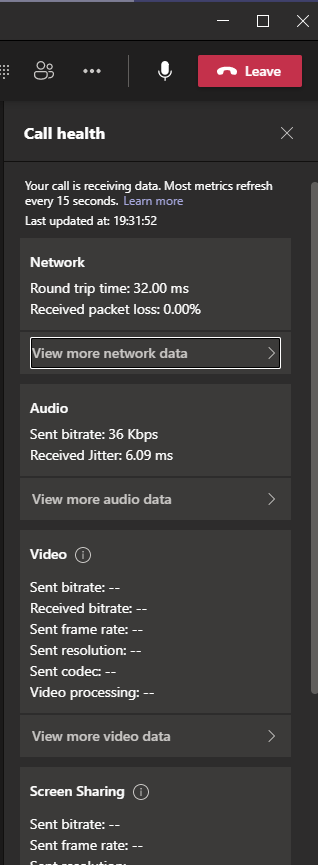 Leave
Call health
Your call is receiving data. Most metrics refresh
every 15 seconds. Learn more
Last updated at: 19:31:52
Network
Round trip time: 32.00 ms
Received packet loss: 0.00%
View more network data
Audio
Sent bitrate: 36 Kbps
Received Jitter: 6.09 ms
View more audio data
Video
Sent bitrate: --
Received bitrate: --
Sent frame rate: --
Sent resolution: --
Sent codec: --
Video processing: --
View more video data
Screen Sharing
Sent bitrate: --
Sent frame rate: --
Sent resolution: --